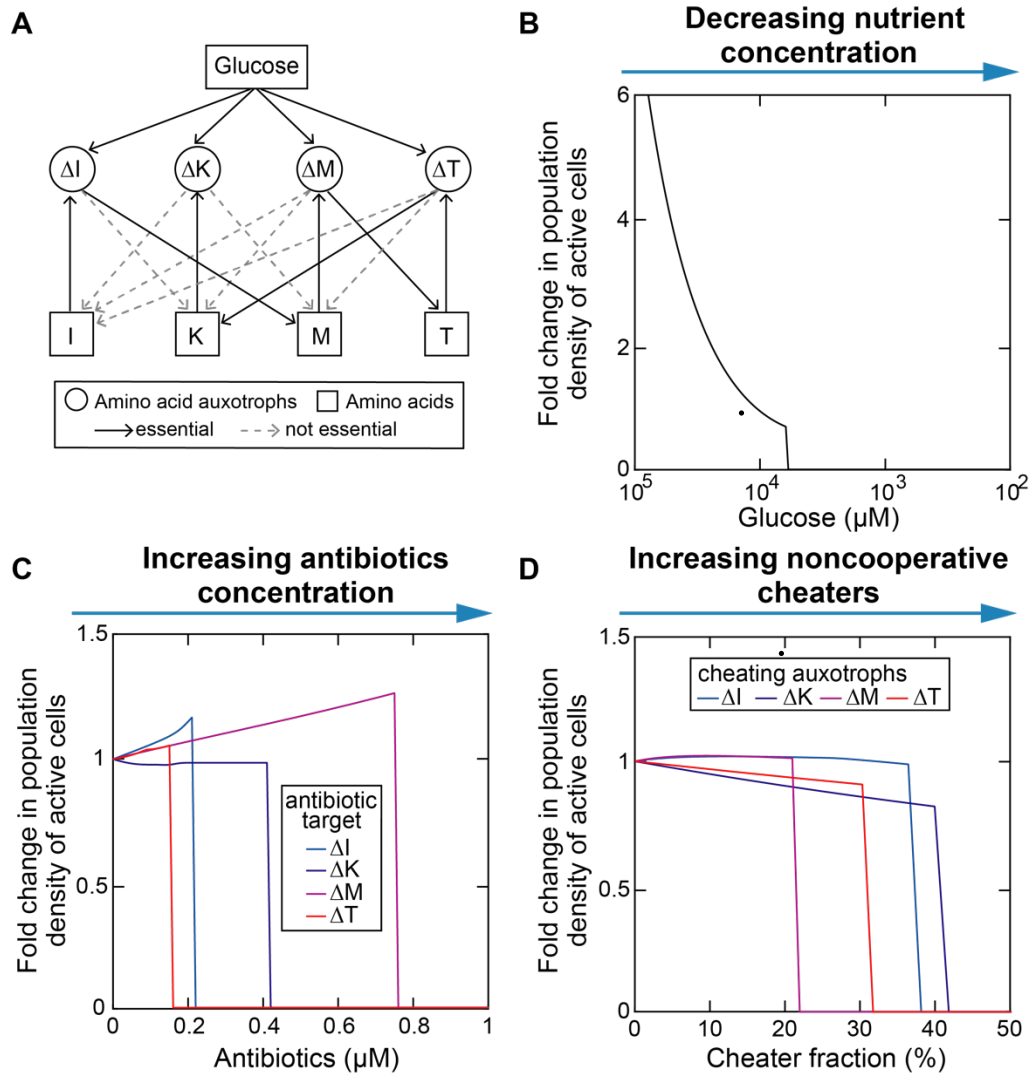 A
Glucose
ΔI ΔK ΔM ΔT
I K M T
Amino acid auxotrophs Amino acids
essential not essential
B
Decreasing nutrient
concentration
Fold change in population
density of active cells
6
4
2
0
10^5 10^4 10^3 10^2
Glucose (µM)
C
Increasing antibiotics
concentration
Fold change in population
density of active cells
1.5
1
0.5
0
antibiotic
target
ΔI
ΔK
ΔM
ΔT
0 0.2 0.4 0.6 0.8 1
Antibiotics (µM)
D
Increasing noncooperative
cheaters
Fold change in population
density of active cells
1.5
1
0.5
0
cheating auxotrophs
ΔI ΔK ΔM ΔT
0 10 20 30 40 50
Cheater fraction (%)